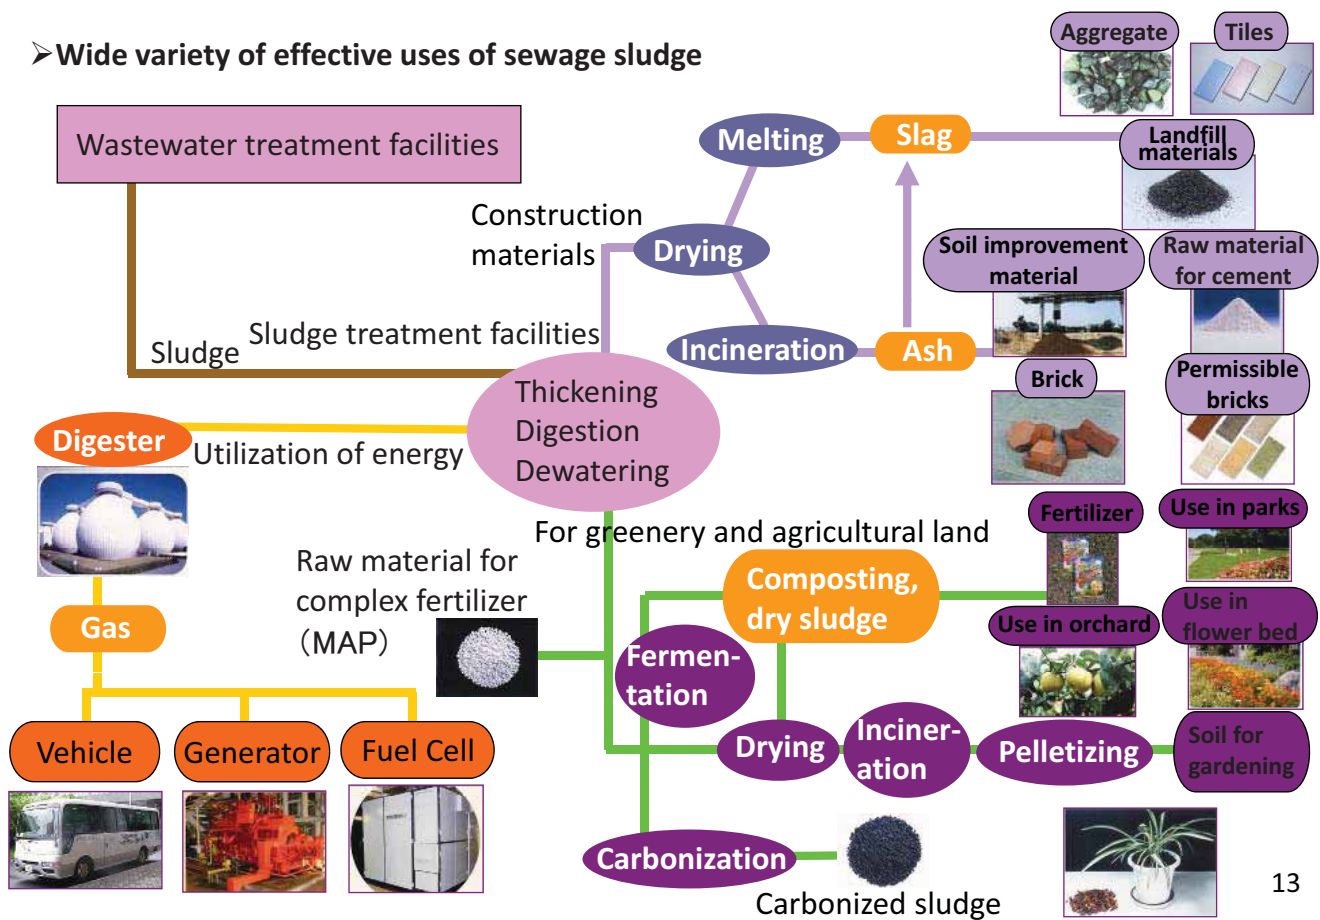 ➢Wide variety of effective uses of sewage sludge
Aggregate
Tiles
Wastewater treatment facilities
Melting
Slag
Landfill
materials
Construction
materials
Drying
Soil improvement
material
Raw material
for cement
Sludge treatment facilities
Sludge
Incineration
Ash
Brick
Permissible
bricks
Thickening
Digestion
Dewatering
Digester
Utilization of energy
For greenery and agricultural land
Fertilizer
Use in parks
Raw material for
complex fertilizer
(MAP)
Composting,
dry sludge
Gas
Use in orchard
Use in
flower bed
Fermen-
tation
Vehicle
Generator
Fuel Cell
Drying
Inciner-
ation
Pelletizing
Soil for
gardening
Carbonization
Carbonized sludge
13